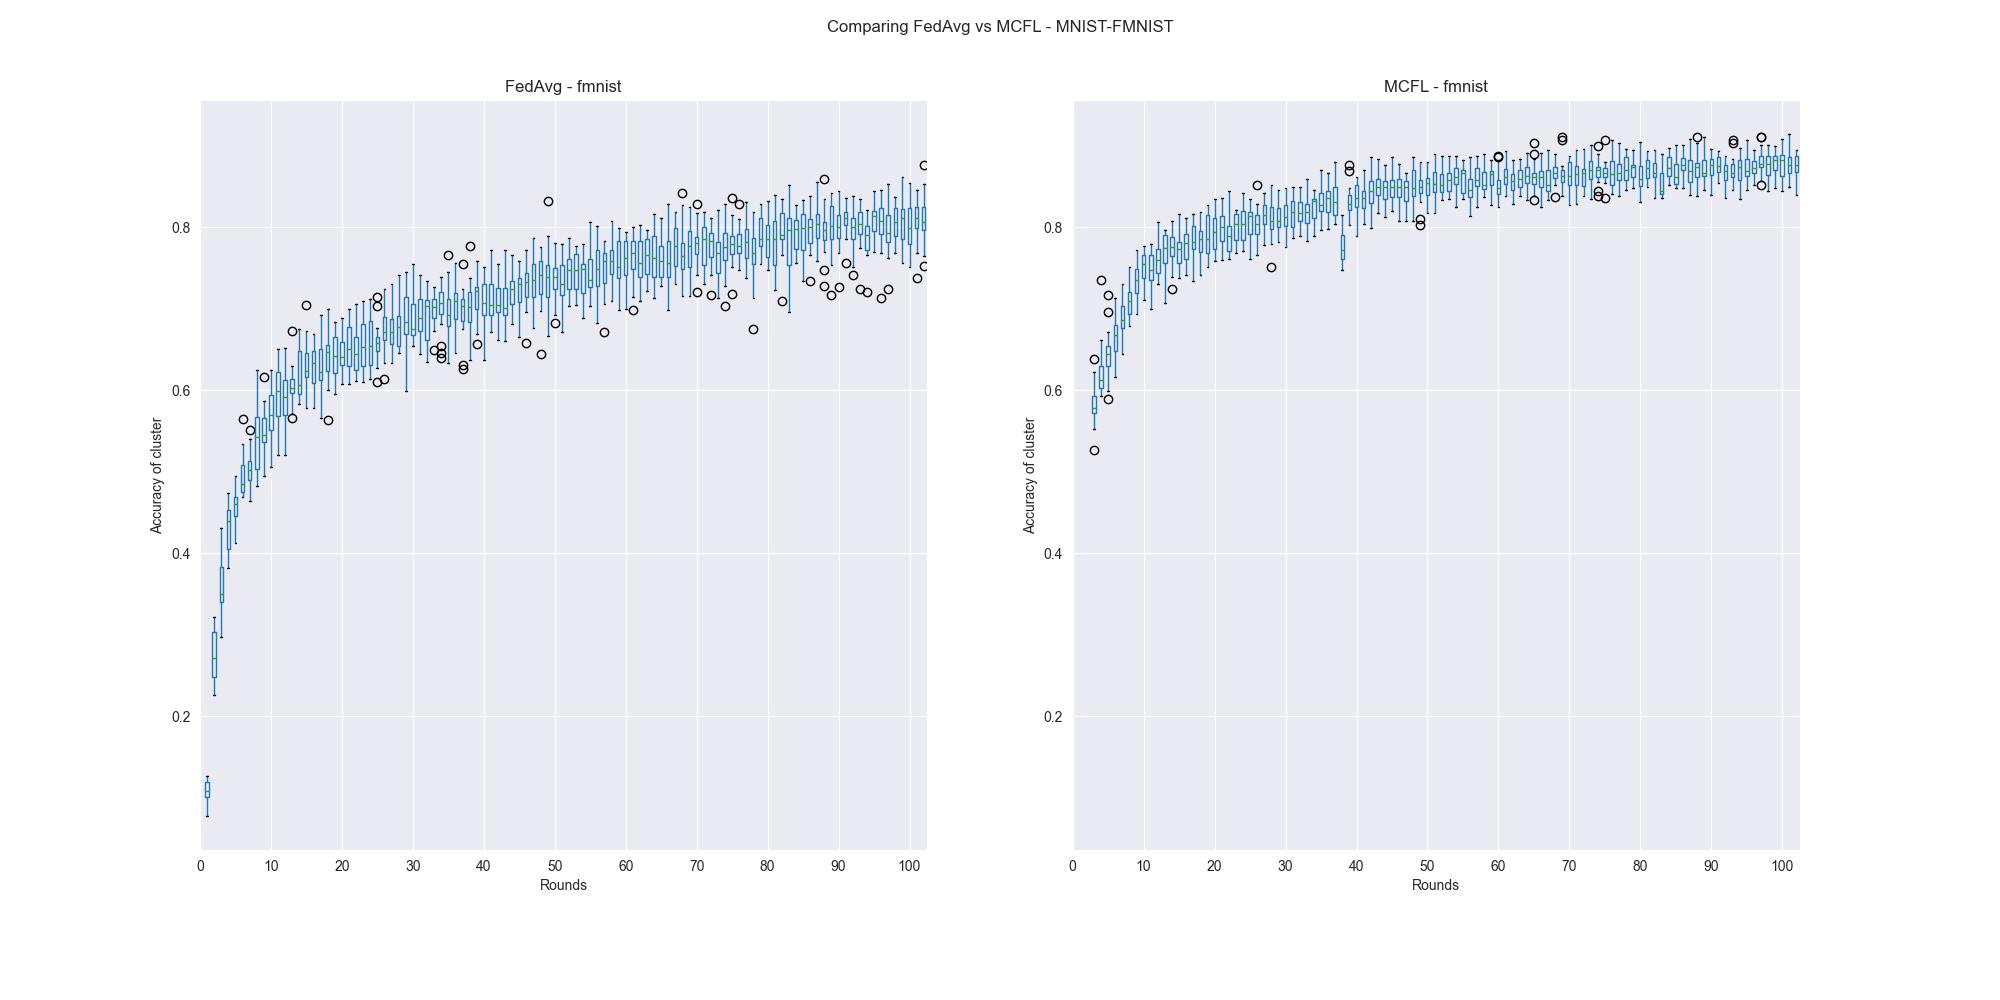 Comparing FedAvg vs MCFL - MNIST-FMNIST
FedAvg - fmnist
Accuracy of cluster
0.8
0.6
0.4
0.2
0 10 20 30 40 50 60 70 80 90 100
Rounds
MCFL - fmnist
Accuracy of cluster
0.8
0.6
0.4
0.2
0 10 20 30 40 50 60 70 80 90 100
Rounds